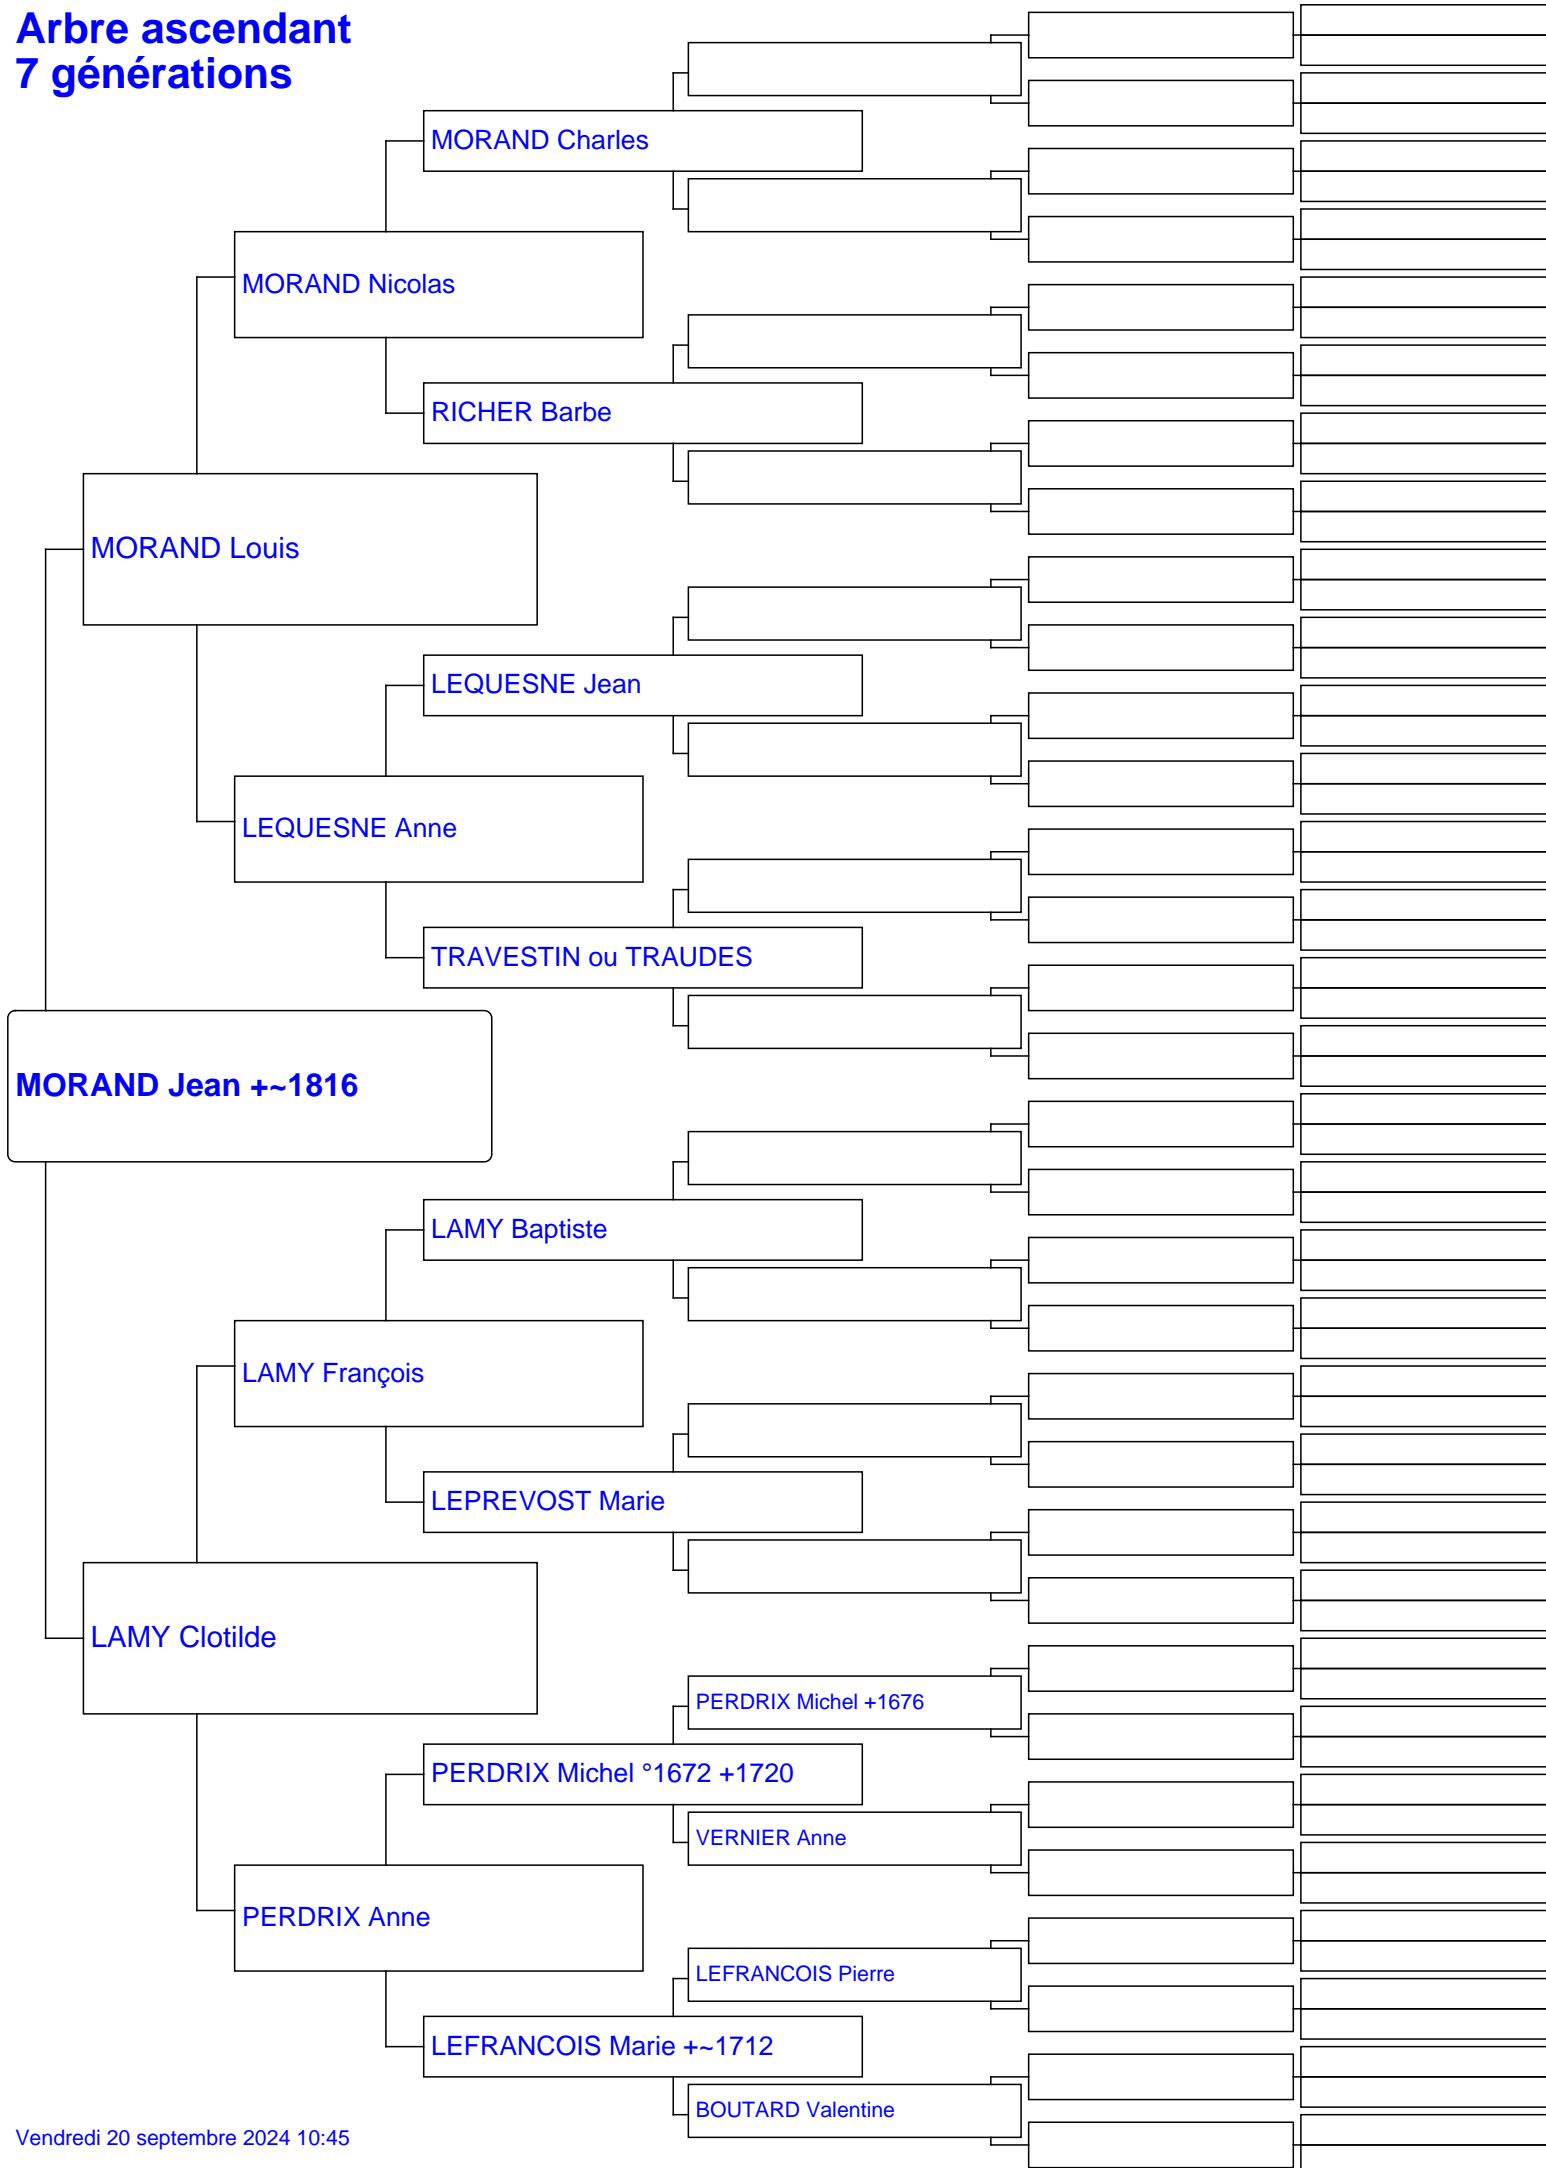 Arbre ascendant
7 générations
MORAND Charles
MORAND Nicolas
RICHER Barbe
MORAND Louis
LEQUESNE Jean
LEQUESNE Anne
TRAVESTIN ou TRAUDES
MORAND Jean +~1816
LAMY Baptiste
LAMY François
LEPREVOST Marie
LAMY Clotilde
PERDRIX Michel +1676
PERDRIX Michel °1672 +1720
VERNIER Anne
PERDRIX Anne
LEFRANCOIS Pierre
LEFRANCOIS Marie +~1712
BOUTARD Valentine
Vendredi 20 septembre 2024 10:45